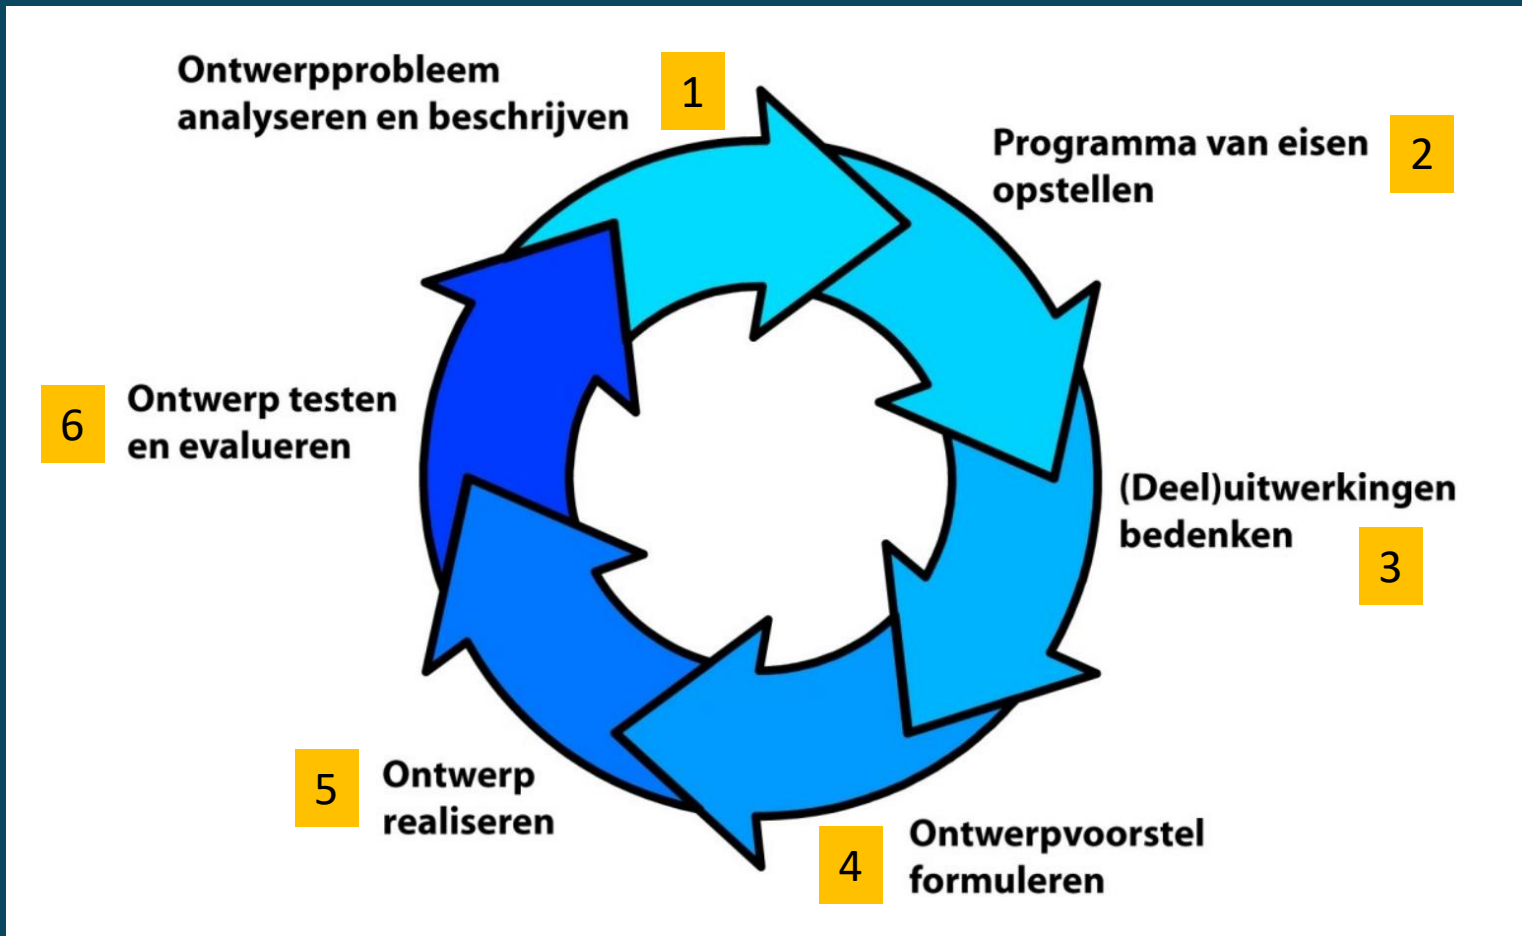 Ontwerpprobleem
analyseren en beschrijven
1
Programma van eisen
opstellen
2
(Deel)uitwerkingen
bedenken
3
Ontwerpvoorstel
formuleren
4
Ontwerp
realiseren
5
Ontwerp testen
en evalueren
6